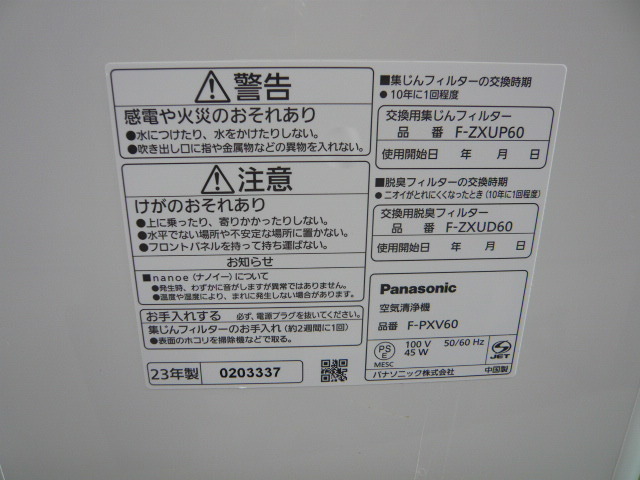 警告
感電や火災のおそれあり
●水につけたり、水をかけたりしない。
●吹き出し口に指や金属物などの異物を入れない。
注意
けがのおそれあり
●上に乗ったり、寄りかかったりしない。
●水平でない場所や不安定な場所に置かない。
●フロントパネルを持って持ち運ばない。
お知らせ
■nanoe(ナノイー)について
●発生時、わずかに音がしますが異常ではありません。
●温度や湿度により、まれに発生しない場合があります。
お手入れする 必ず、電源プラグを抜いてください。
集じんフィルターのお手入れ(約2週間に1回)
●表面のホコリを掃除機などで取る。
23年製 0203337
■集じんフィルターの交換時期
●10年に1回程度
交換用集じんフィルター
品番 F-ZXUP60
使用開始日 年 月 日
■脱臭フィルターの交換時期
●ニオイがとれにくくなったとき(10年に1回程度)
交換用脱臭フィルター
品番 F-ZXUD60
使用開始日 年 月 日
Panasonic
空気清浄機
品番 F-PXV60
PS
E
MESC
100 V 50/60 Hz
45 W
JET
パナソニック株式会社 中国製